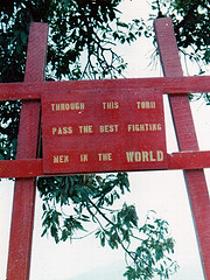 THROUGH THIS TORII
PASS THE BEST FIGHTING
MEN IN THE WORLD